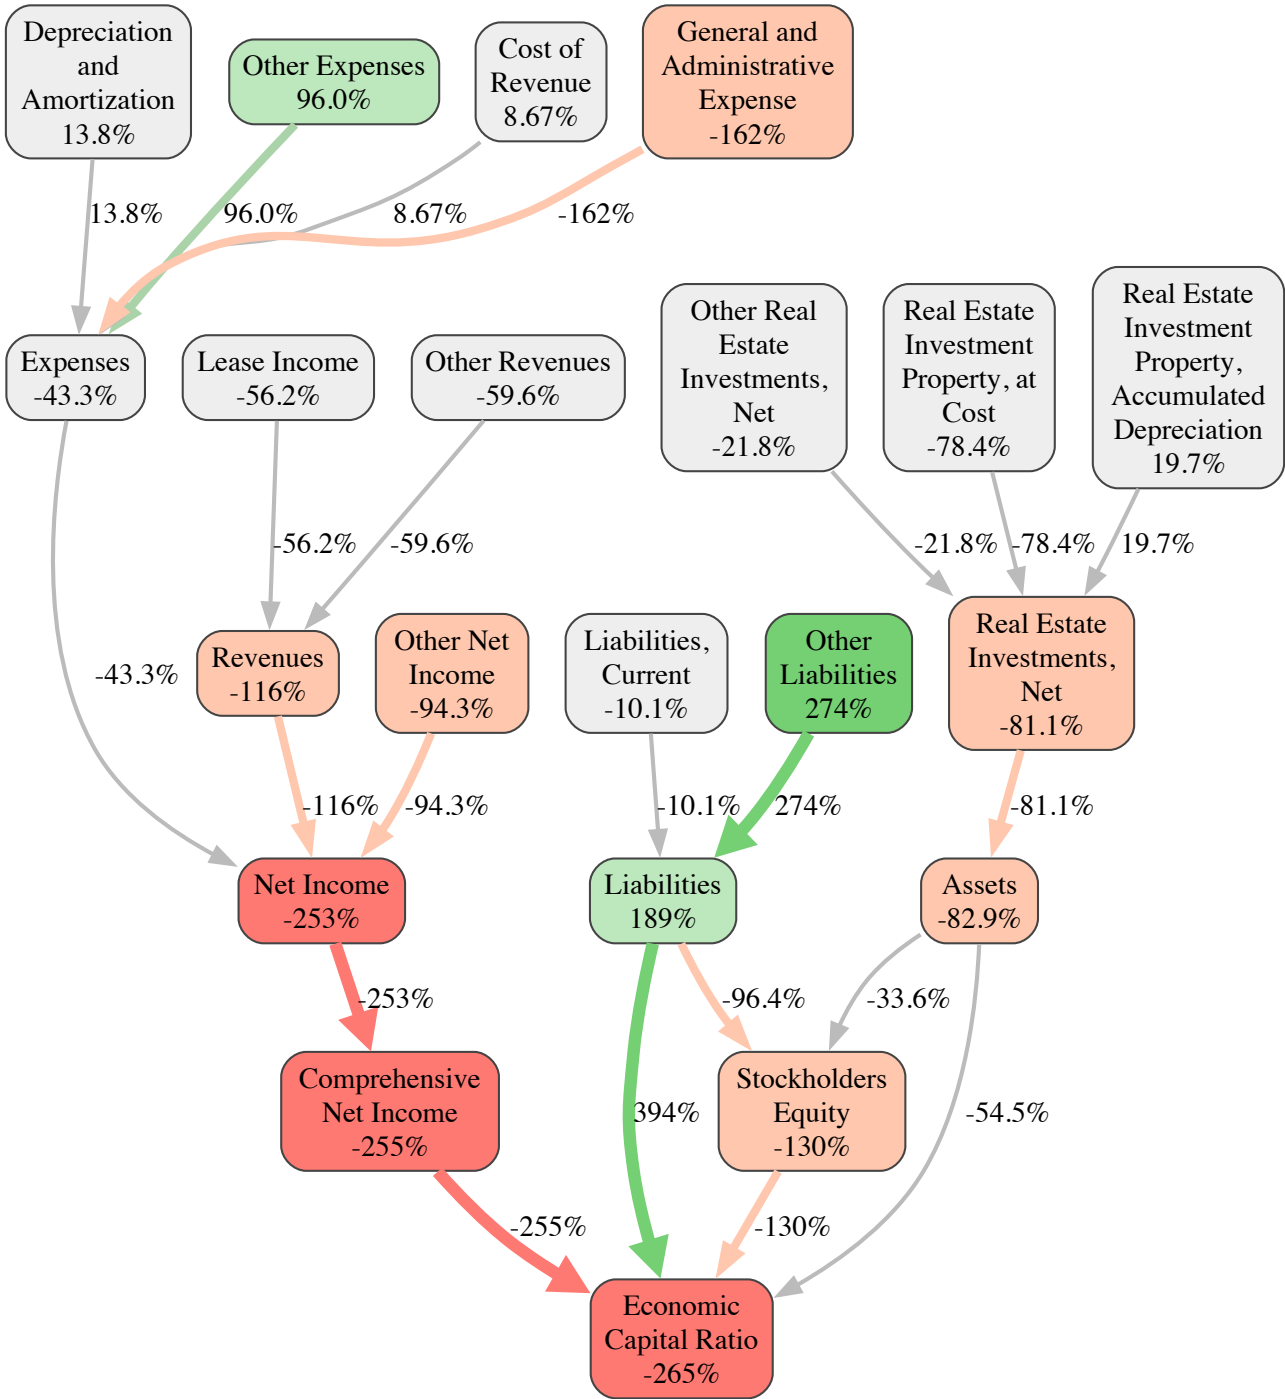 Depreciation
and
Amortization
13.8%
Other Expenses
96.0%
Cost of
Revenue
8.67%
General and
Administrative
Expense
-162%
13.8%
96.0%
8.67%
-162%
Expenses
-43.3%
Lease Income
-56.2%
Other Revenues
-59.6%
Other Real
Estate
Investments,
Net
-21.8%
Real Estate
Investment
Property, at
Cost
-78.4%
Real Estate
Investment
Property,
Accumulated
Depreciation
19.7%
-56.2%
-59.6%
-21.8%
-78.4%
19.7%
-43.3%
Revenues
-116%
Other Net
Income
-94.3%
Liabilities,
Current
-10.1%
Other
Liabilities
274%
Real Estate
Investments,
Net
-81.1%
-116%
-94.3%
-10.1%
274%
-81.1%
Net Income
-253%
Liabilities
189%
Assets
-82.9%
-253%
-96.4%
-33.6%
Comprehensive
Net Income
-255%
394%
Stockholders
Equity
-130%
-54.5%
-255%
-130%
Economic
Capital Ratio
-265%